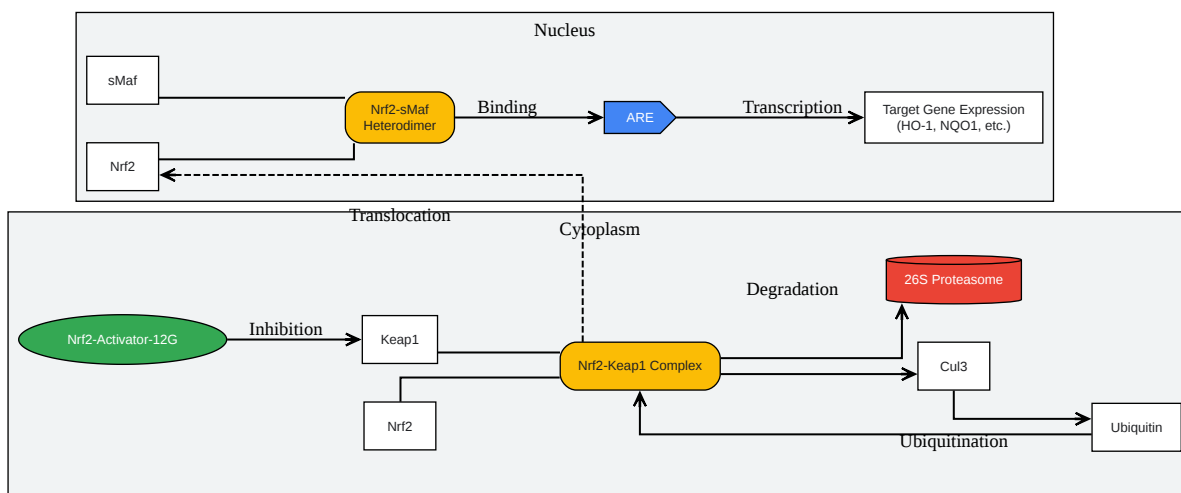 Nucleus
sMaf
Nrf2-sMaf
Heterodimer
Binding
ARE
Transcription
Target Gene Expression
(HO-1, NQO1, etc.)
Nrf2
Translocation
Cytoplasm
26S Proteasome
Degradation
Nrf2-Activator-12G
Inhibition
Keap1
Nrf2-Keap1 Complex
Cul3
Nrf2
Ubiquitin
Ubiquitination